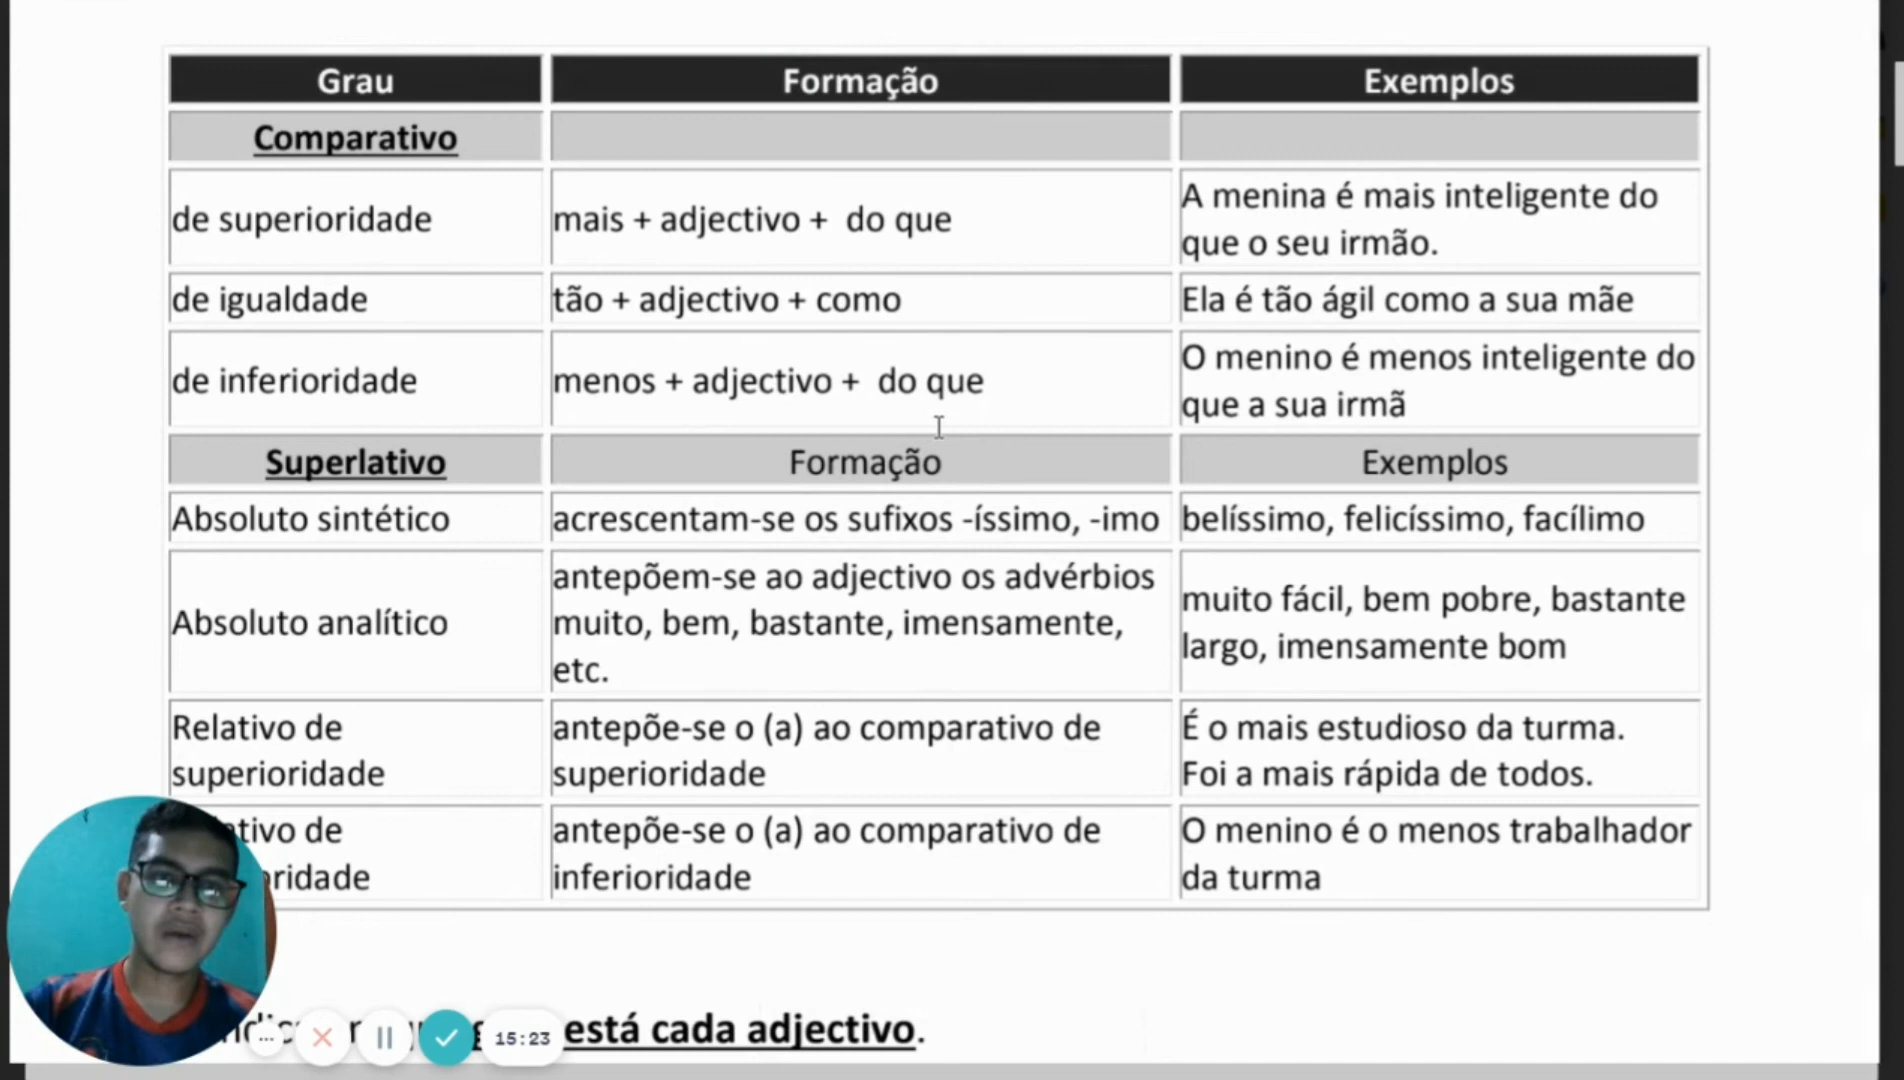 Grau Formação Exemplos
Comparativo
de superioridade mais + adjectivo + do que A menina é mais inteligente do
que o seu irmão.
de igualdade tão + adjectivo + como Ela é tão ágil como a sua mãe
de inferioridade menos + adjectivo + do que O menino é menos inteligente do
que a sua irmã
Superlativo Formação Exemplos
Absoluto sintético acrescentam-se os sufixos -íssimo, -imo belíssimo, felicíssimo, facílimo
Absoluto analítico antepõem-se ao adjectivo os advérbios
muito, bem, bastante, imensamente,
etc. muito fácil, bem pobre, bastante
largo, imensamente bom
Relativo de
superioridade antepõe-se o (a) ao comparativo de
superioridade É o mais estudioso da turma.
Foi a mais rápida de todos.
de
antepõe-se o (a) ao comparativo de
inferioridade O menino é o menos trabalhador
da turma
está cada adjectivo.
15:23